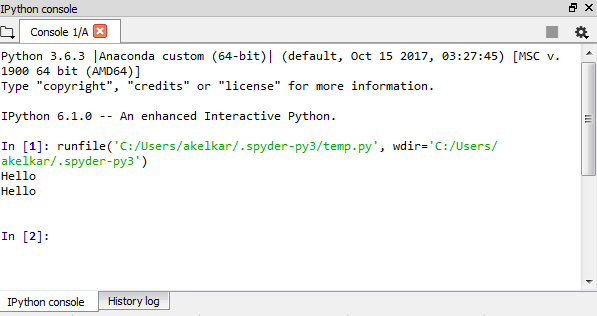 IPython console
Console 1/A
Python 3.6.3 |Anaconda custom (64-bit)| (default, Oct 15 2017, 03:27:45) [MSC v.
1900 64 bit (AMD64)]
Type "copyright", "credits" or "license" for more information.
IPython 6.1.0 -- An enhanced Interactive Python.
In [1]: runfile('C:/Users/akelkar/.spyder-py3/temp.py', wdir='C:/Users/
akelkar/.spyder-py3')
Hello
Hello
In [2]:
IPython console History log